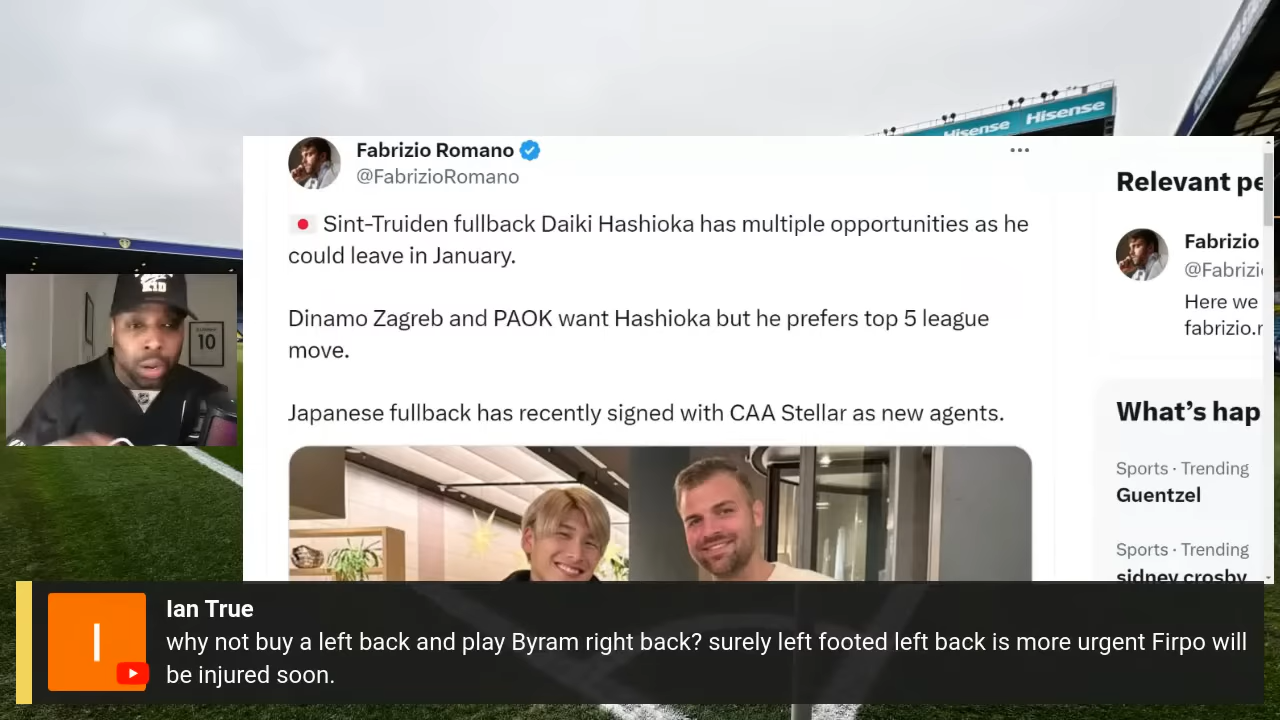 Hisense Hisense
Fabrizio Romano
@FabrizioRomano
Sint-Truiden fullback Daiki Hashioka has multiple opportunities as he
could leave in January.
Dinamo Zagreb and PAOK want Hashioka but he prefers top 5 league
move.
Japanese fullback has recently signed with CAA Stellar as new agents.
Relevant pe
Fabrizio
@Fabrizi
Here we
fabrizio.r
What’s hap
Sports · Trending
Guentzel
Sports · Trending
sidney crosby
10
I
Ian True
why not buy a left back and play Byram right back? surely left footed left back is more urgent Firpo will
be injured soon.